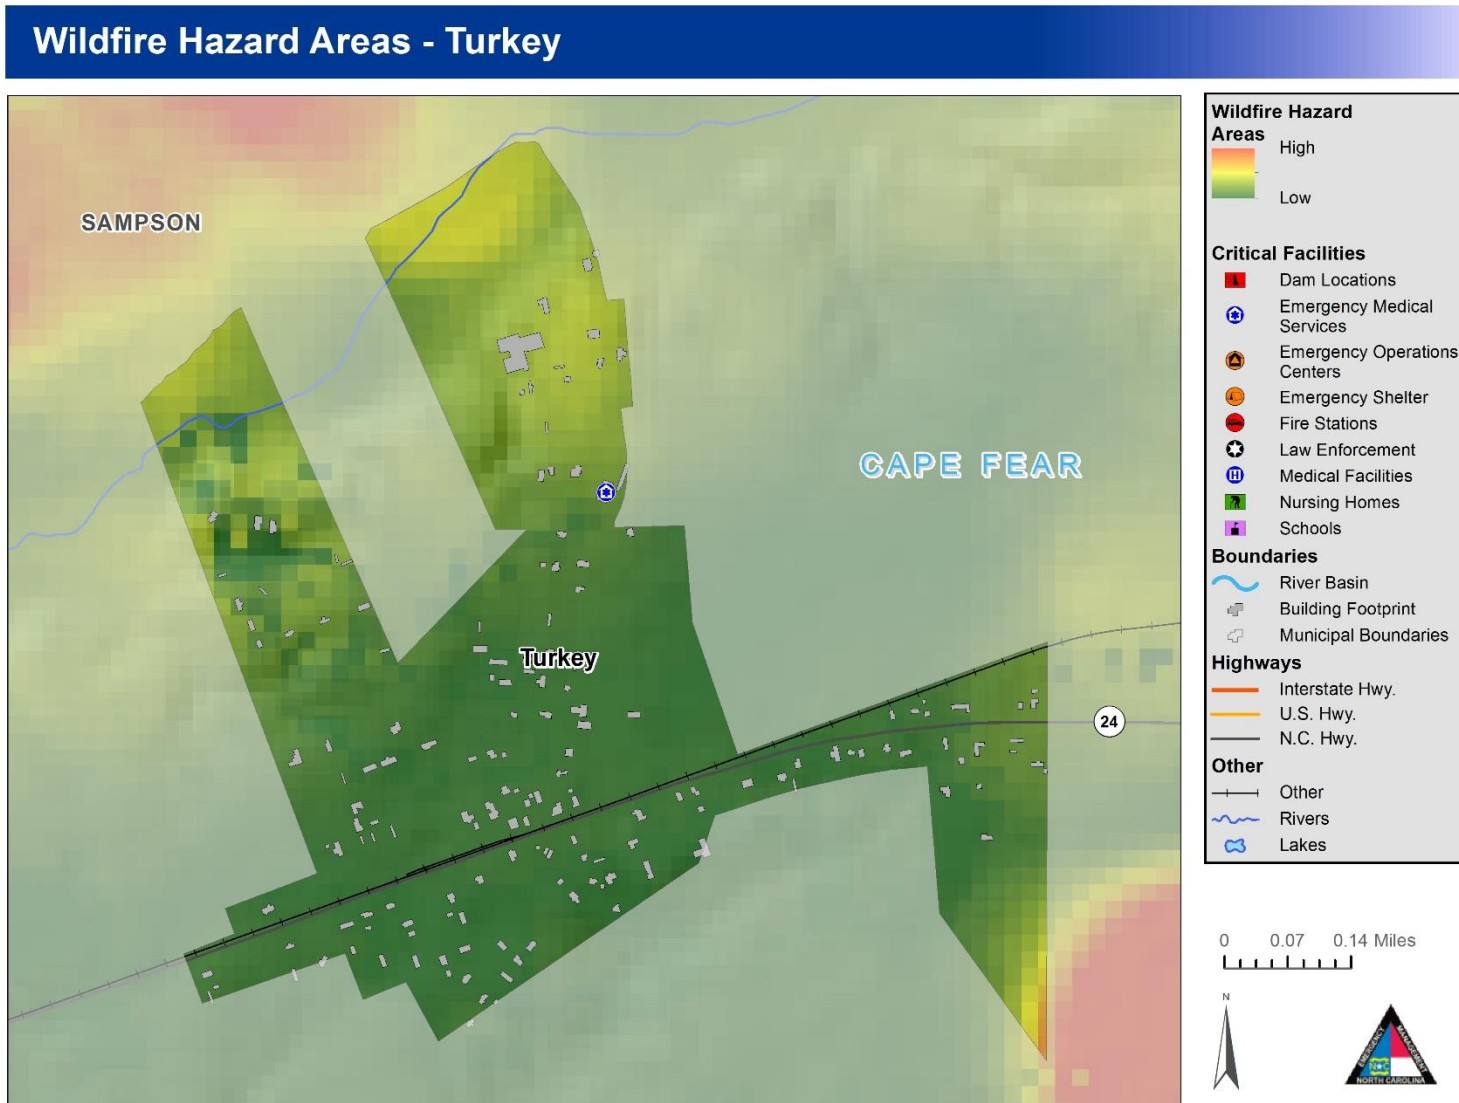 Wildfire Hazard Areas - Turkey
SAMPSON
CAPE FEAR
Turkey
24
Wildfire Hazard
Areas
High
Low
Critical Facilities
Dam Locations
Emergency Medical
Services
Emergency Operations
Centers
Emergency Shelter
Fire Stations
Law Enforcement
H
Medical Facilities
Nursing Homes
Schools
Boundaries
River Basin
Building Footprint
Municipal Boundaries
Highways
Interstate Hwy.
U.S. Hwy.
N.C. Hwy.
Other
Other
Rivers
Lakes
0 0.07 0.14 Miles
N
EMERGENCY
MANAGEMENT
NORTH CAROLINA
N C